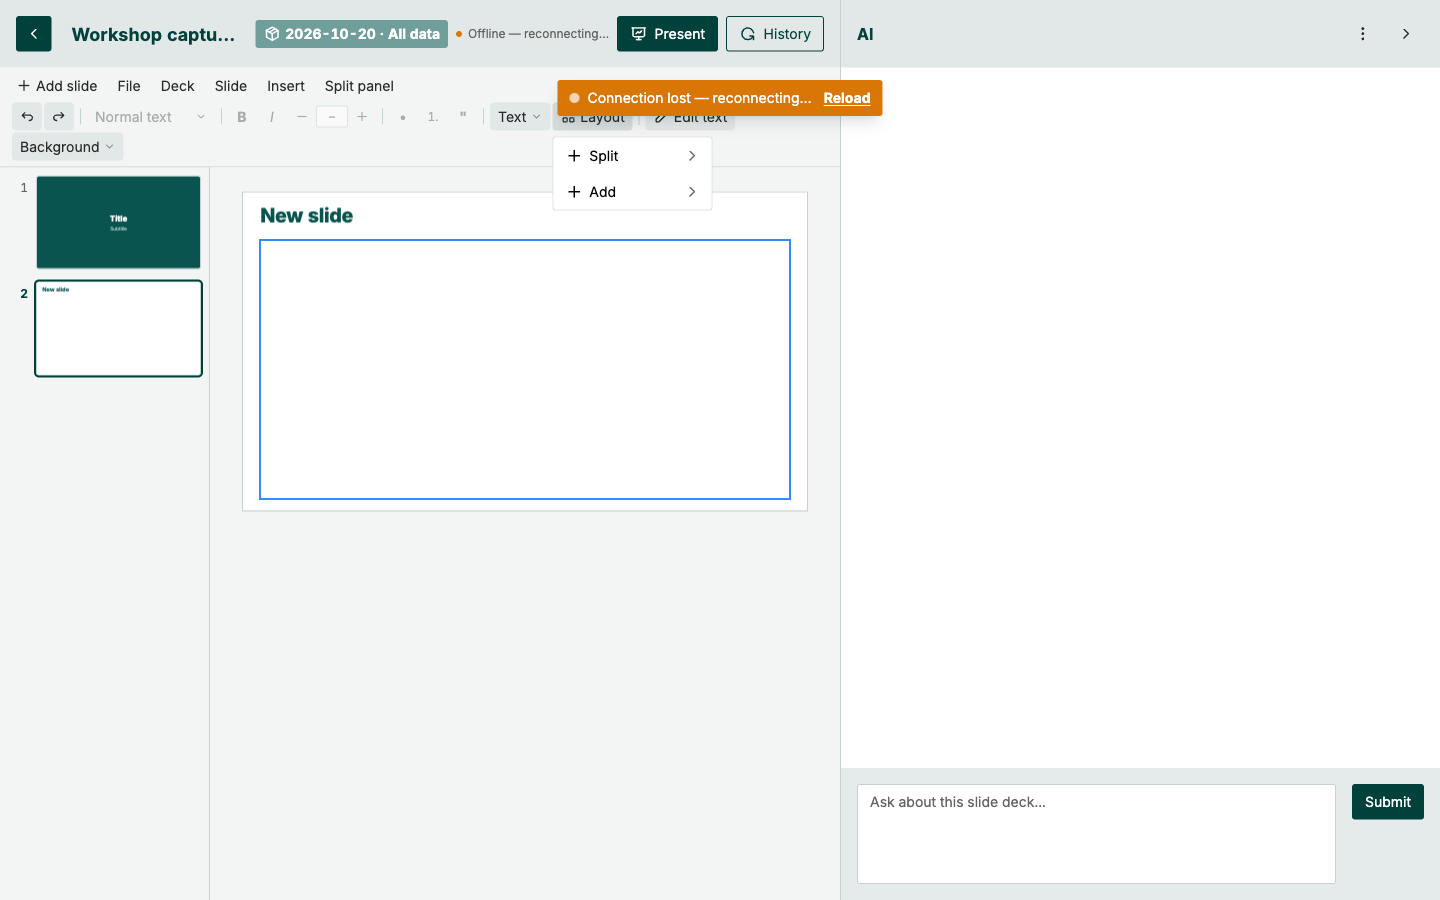 Workshop captu...
2026-10-20 · All data
Offline — reconnecting...
Present
History
AI
Add slide
File
Deck
Slide
Insert
Split panel
Connection lost — reconnecting... Reload
Normal text
B
I
1.
"
Text
Layout
Edit text
Background
Split
Add
1
Title
Subtitle
New slide
2
New slide
Ask about this slide deck...
Submit